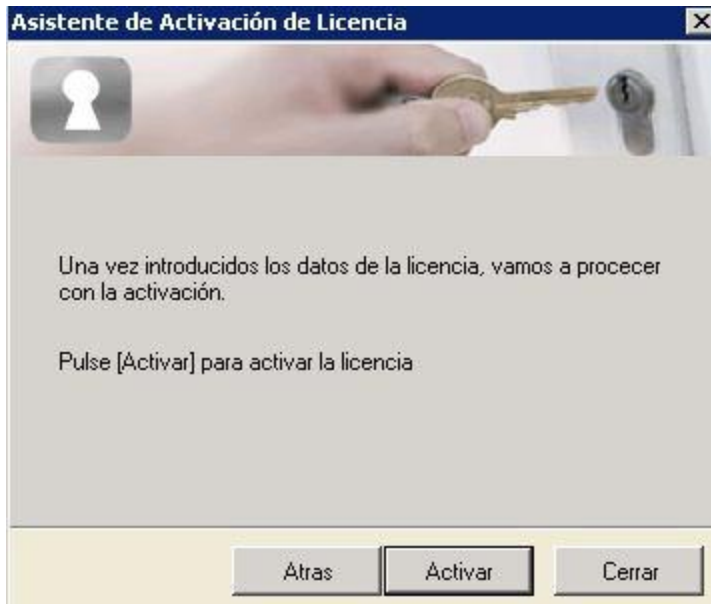 Asistente de Activación de Licencia
Una vez introducidos los datos de la licencia, vamos a procecer
con la activación.
Pulse [Activar] para activar la licencia
Atras
Activar
Cerrar